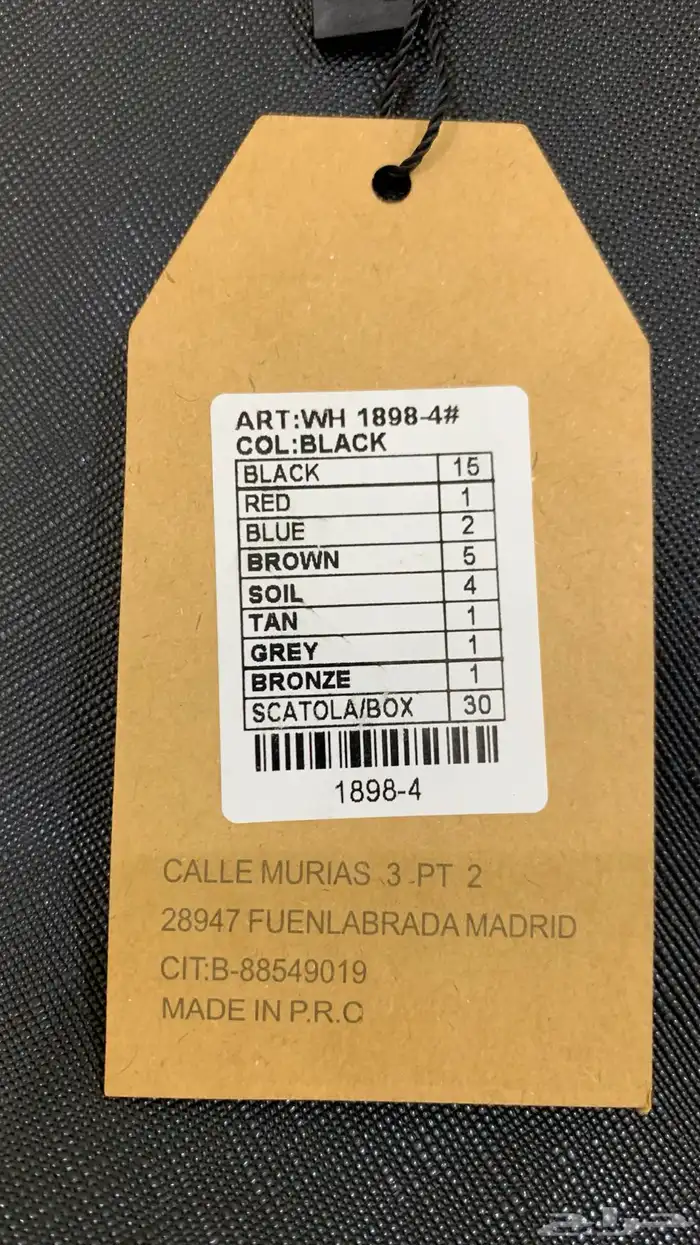 ART:WH 1898-4#
COL:BLACK
BLACK 15
RED 1
BLUE 2
BROWN 5
SOIL 4
TAN 1
GREY 1
BRONZE 1
SCATOLA/BOX 30
1898-4
CALLE MURIAS 3 .PT 2
28947 FUENLABRADA MADRID
CIT:B-88549019
MADE IN P.R.C
حراج